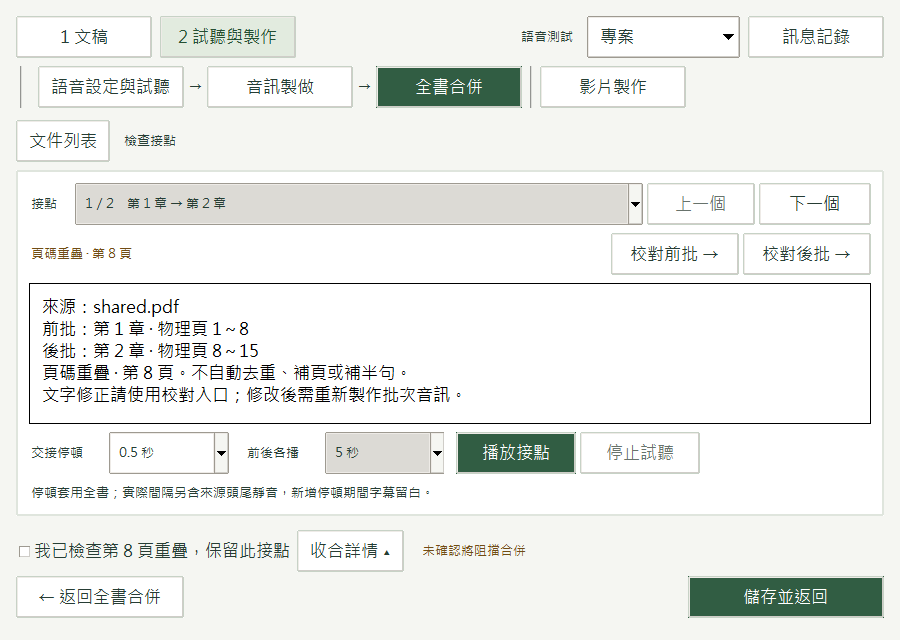 1 文稿
2 試聽與製作
語音測試
專案
訊息記錄
語音設定與試聽 → 音訊製做 → 全書合併
影片製作
文件列表
檢查接點
接點
1 / 2 第 1 章 → 第 2 章
上一個
下一個
頁碼重疊 · 第 8 頁
校對前批 →
校對後批 →
來源：shared.pdf
前批：第 1 章 · 物理頁 1 ~ 8
後批：第 2 章 · 物理頁 8 ~ 15
頁碼重疊 · 第 8 頁。不自動去重、補頁或補半句。
文字修正請使用校對入口；修改後需重新製作批次音訊。
交接停頓
0.5 秒
前後各播
5 秒
播放接點
停止試聽
停頓套用全書；實際間隔另含來源頭尾靜音，新增停頓期間字幕留白。
我已檢查第 8 頁重疊，保留此接點
收合詳情 ▴
未確認將阻擋合併
← 返回全書合併
儲存並返回